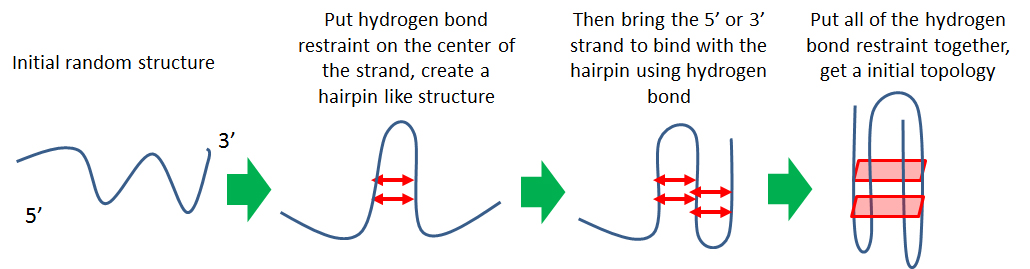 Initial random structure
5’
3’
Put hydrogen bond
restraint on the center of
the strand, create a
hairpin like structure
Then bring the 5’ or 3’
strand to bind with the
hairpin using hydrogen
bond
Put all of the hydrogen
bond restraint together,
get a initial topology